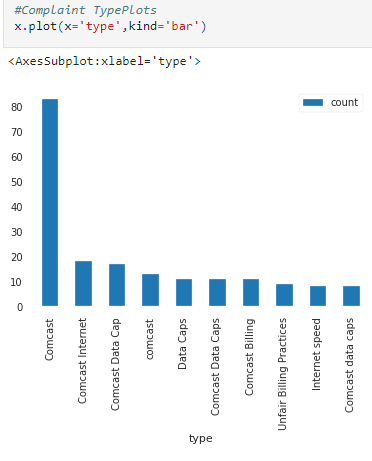 #Complaint TypePlots
x.plot(x='type',kind='bar')
<AxesSubplot:xlabel='type'>
count
80
70
60
50
40
30
20
10
0
Comcast
Comcast Internet
Comcast Data Cap
comcast
Data Caps
Comcast Data Caps
Comcast Billing
Unfair Billing Practices
Internet speed
Comcast data caps
type